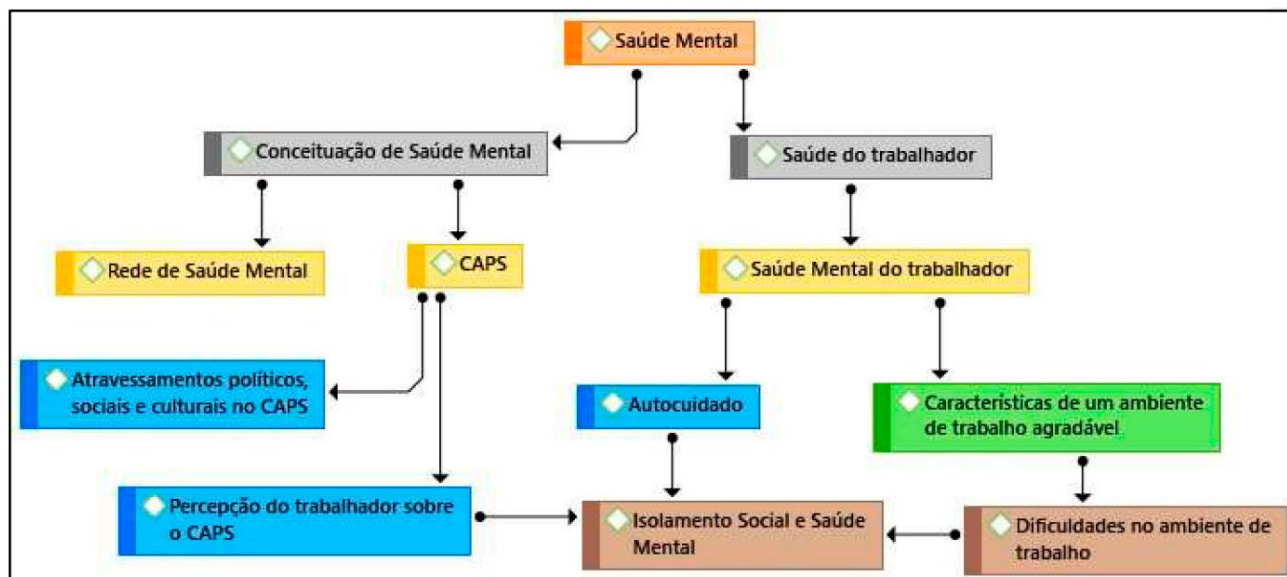 Saúde Mental
Conceituação de Saúde Mental
Saúde do trabalhador
Rede de Saúde Mental
CAPS
Saúde Mental do trabalhador
Atravessamentos políticos,
sociais e culturais no CAPS
Autocuidado
Características de um ambiente
de trabalho agradável
Percepção do trabalhador sobre
o CAPS
Isolamento Social e Saúde
Mental
Dificuldades no ambiente de
trabalho